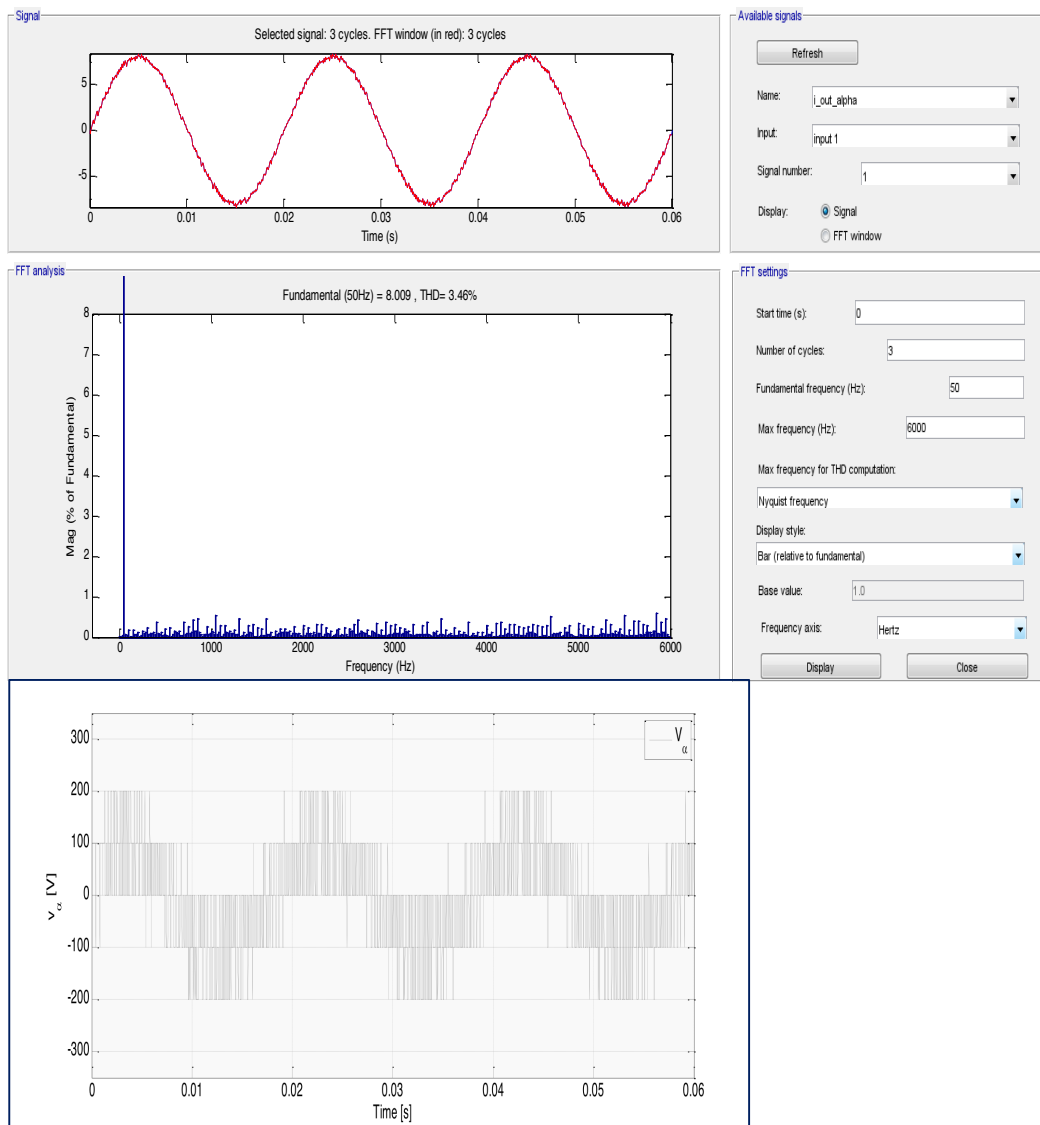 Signal
Selected signal: 3 cycles. FFT window (in red): 3 cycles
5
0
-5
0 0.01 0.02 0.03 0.04 0.05 0.06
Time (s)
Available signals
Refresh
Name: i_out_alpha
Input: input 1
Signal number: 1
Display: Signal
FFT window
FFT analysis
Fundamental (50Hz) = 8.009 , THD= 3.46%
Mag (% of Fundamental)
8
7
6
5
4
3
2
1
0
0 1000 2000 3000 4000 5000 6000
Frequency (Hz)
FFT settings
Start time (s): 0
Number of cycles: 3
Fundamental frequency (Hz): 50
Max frequency (Hz): 6000
Max frequency for THD computation:
Nyquist frequency
Display style:
Bar (relative to fundamental)
Base value: 1.0
Frequency axis: Hertz
Display Close
V α
v α [V]
300
200
100
0
-100
-200
-300
0 0.01 0.02 0.03 0.04 0.05 0.06
Time [s]